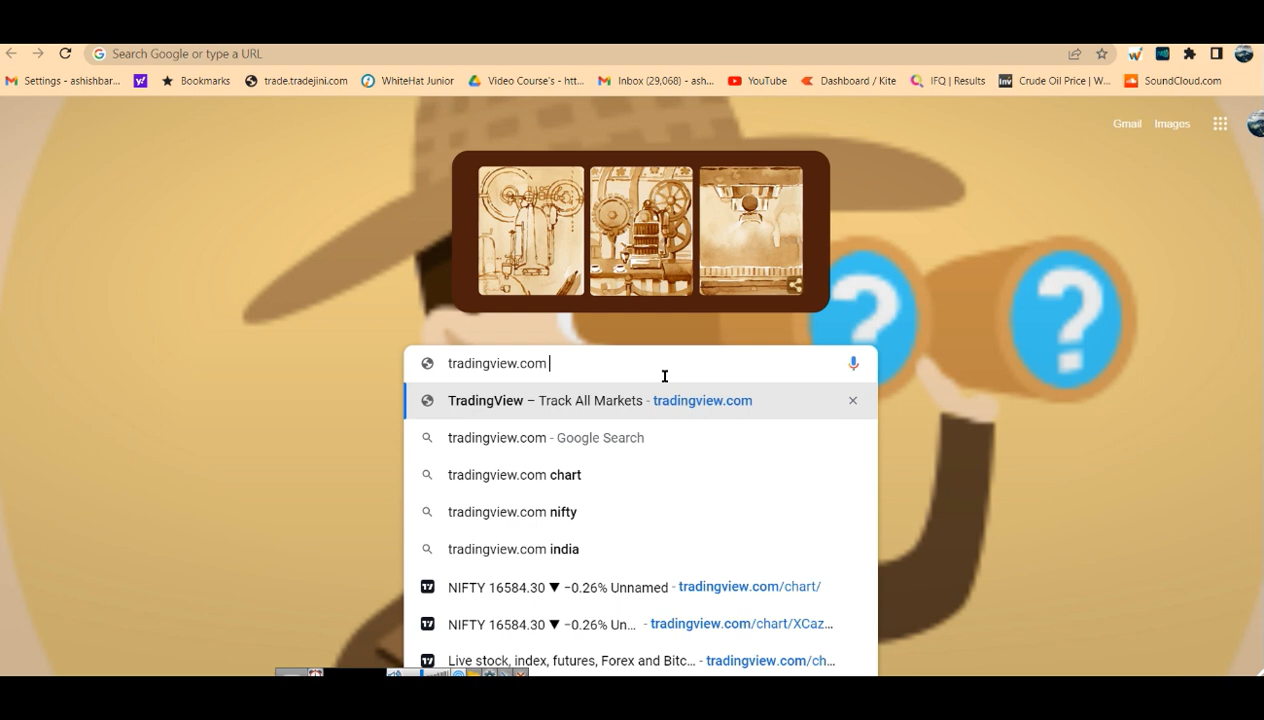 Search Google or type a URL
Settings - ashishbar...
Bookmarks
trade.tradejini.com
WhiteHat Junior
Video Course's - htt...
Inbox (29,068) - ash...
YouTube
Dashboard / Kite
IFQ | Results
Crude Oil Price | W...
SoundCloud.com
Gmail Images
tradingview.com
TradingView – Track All Markets - tradingview.com
tradingview.com - Google Search
tradingview.com chart
tradingview.com nifty
tradingview.com india
NIFTY 16584.30 ▼ −0.26% Unnamed - tradingview.com/chart/
NIFTY 16584.30 ▼ −0.26% Un... - tradingview.com/chart/XCaz...
Live stock, index, futures, Forex and Bitc... - tradingview.com/ch...